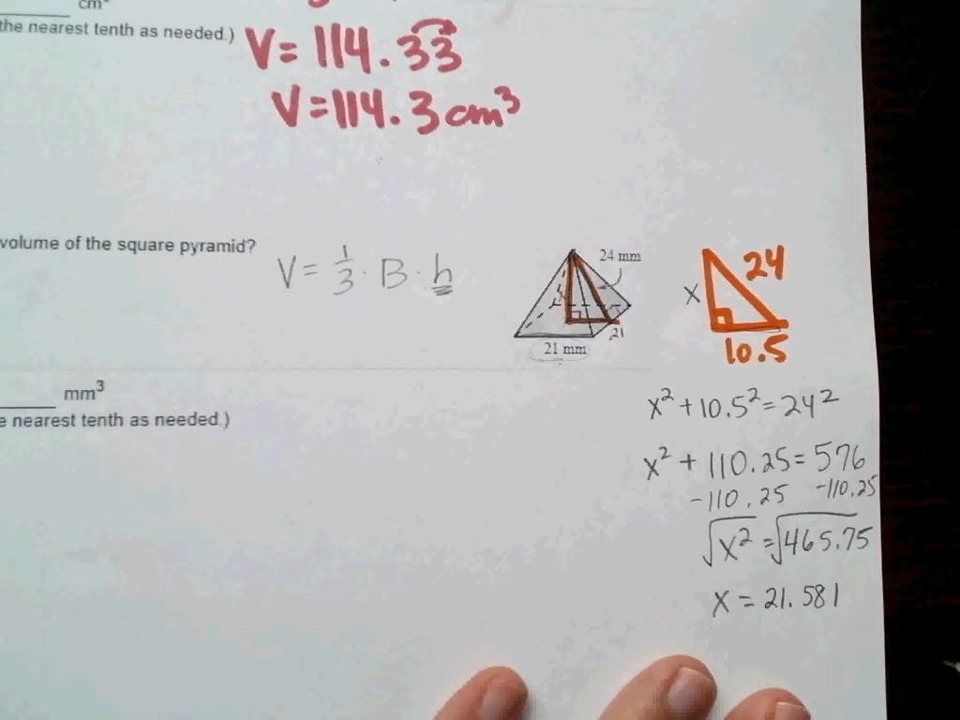 cm
the nearest tenth as needed.) V = 114.33
V = 114.3 cm³
volume of the square pyramid? V = 1/3 · B · h
24 mm
21
21 mm
x 24
10.5
mm³
e nearest tenth as needed.)
x² + 10.5² = 24²
x² + 110.25 = 576
-110.25 -110.25
√x² = √465.75
x = 21.581